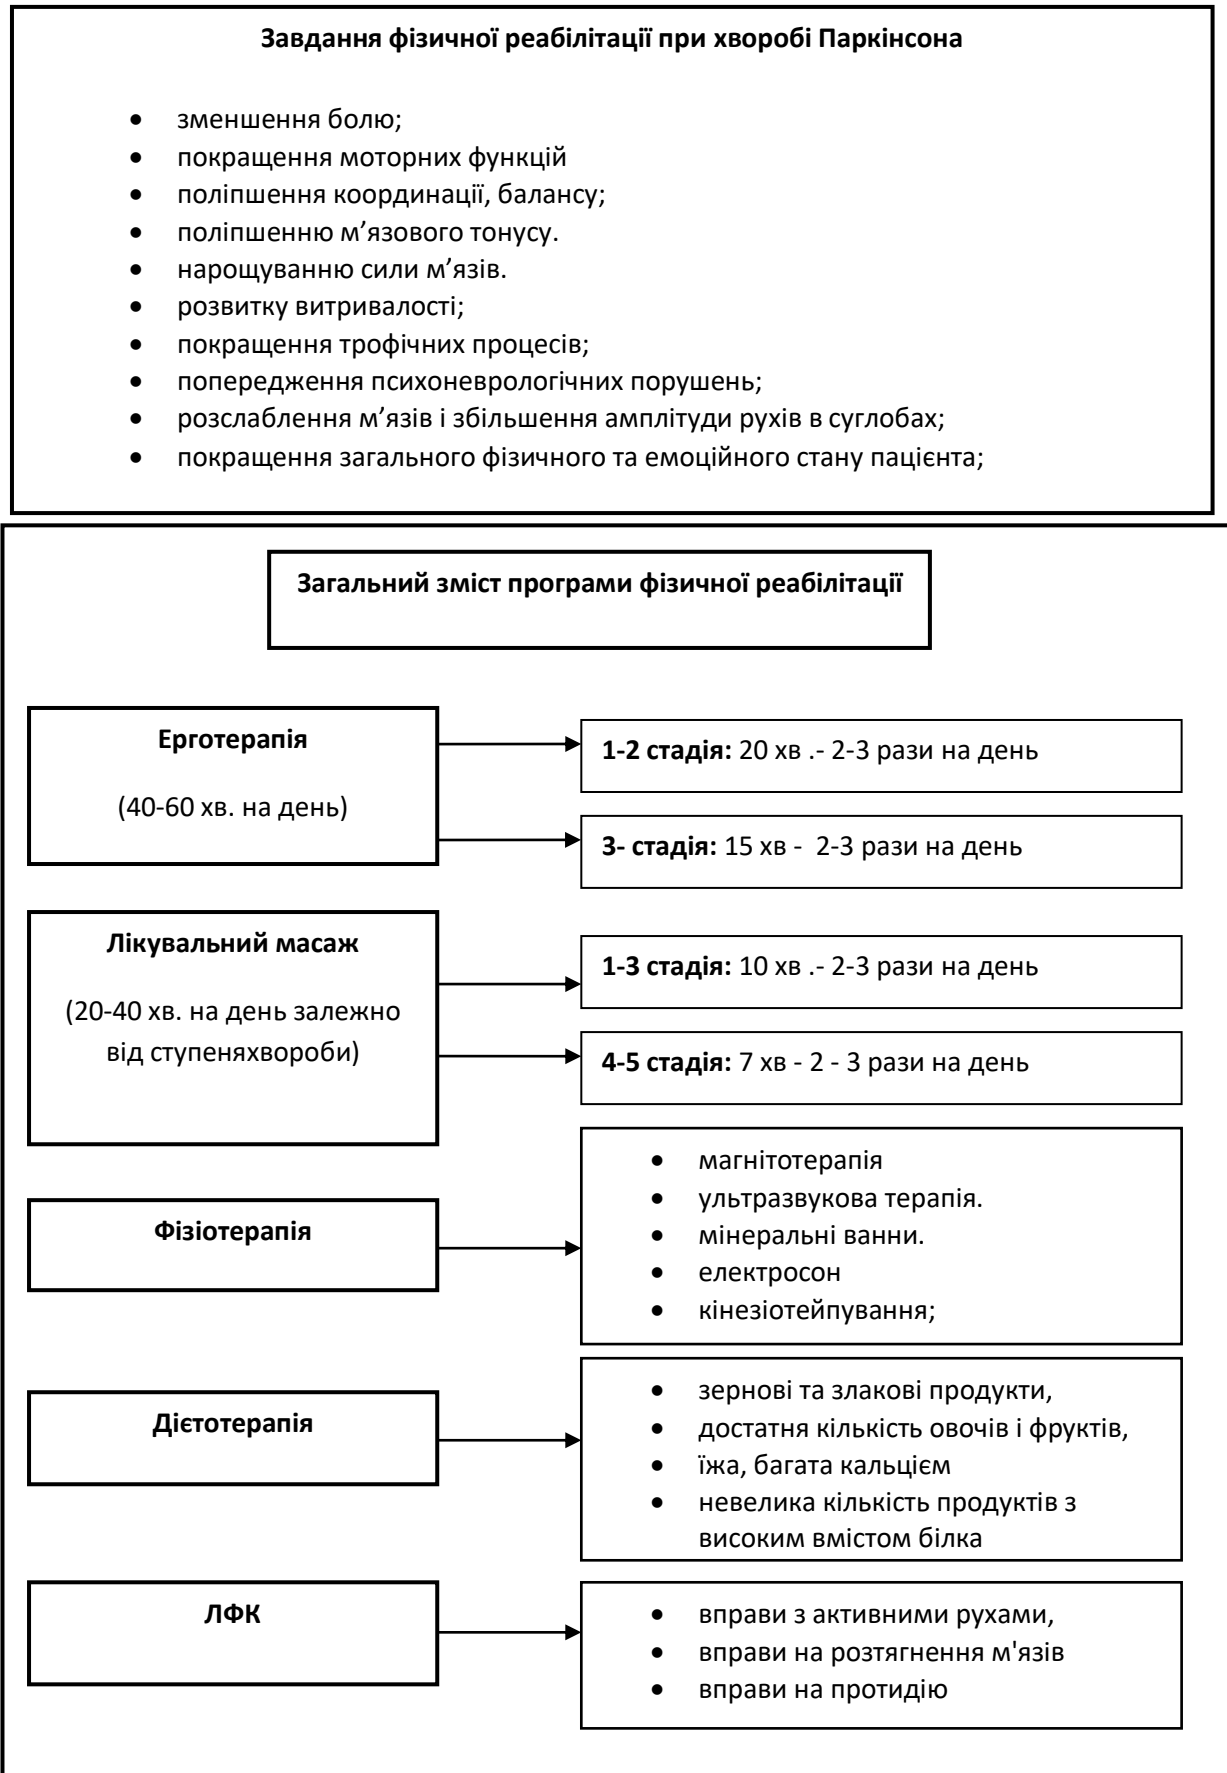 Завдання фізичної реабілітації при хворобі Паркінсона
• зменшення болю;
• покращення моторних функцій
• поліпшення координації, балансу;
• поліпшенню м’язового тонусу.
• нарощуванню сили м’язів.
• розвитку витривалості;
• покращення трофічних процесів;
• попередження психоневрологічних порушень;
• розслаблення м’язів і збільшення амплітуди рухів в суглобах;
• покращення загального фізичного та емоційного стану пацієнта;
Загальний зміст програми фізичної реабілітації
Ерготерапія
(40-60 хв. на день)
1-2 стадія: 20 хв .- 2-3 рази на день
3- стадія: 15 хв - 2-3 рази на день
Лікувальний масаж
(20-40 хв. на день залежно
від ступеняхвороби)
1-3 стадія: 10 хв .- 2-3 рази на день
4-5 стадія: 7 хв - 2 - 3 рази на день
Фізіотерапія
• магнітотерапія
• ультразвукова терапія.
• мінеральні ванни.
• електросон
• кінезіотейпування;
Дієтотерапія
• зернові та злакові продукти,
• достатня кількість овочів і фруктів,
• їжа, багата кальцієм
• невелика кількість продуктів з
високим вмістом білка
ЛФК
• вправи з активними рухами,
• вправи на розтягнення м'язів
• вправи на протидію